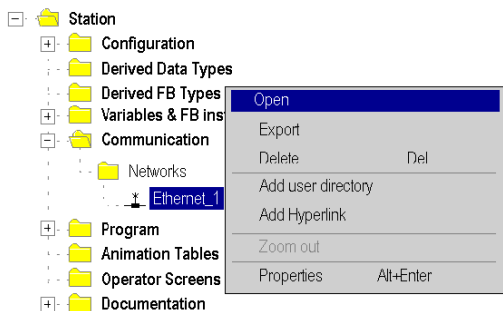 Station
Configuration
Derived Data Types
Derived FB Types
Variables & FB ins
Communication
Networks
Ethernet_1
Program
Animation Tables
Operator Screens
Documentation
Open
Export
Delete Del
Add user directory
Add Hyperlink
Zoom out
Properties Alt+Enter